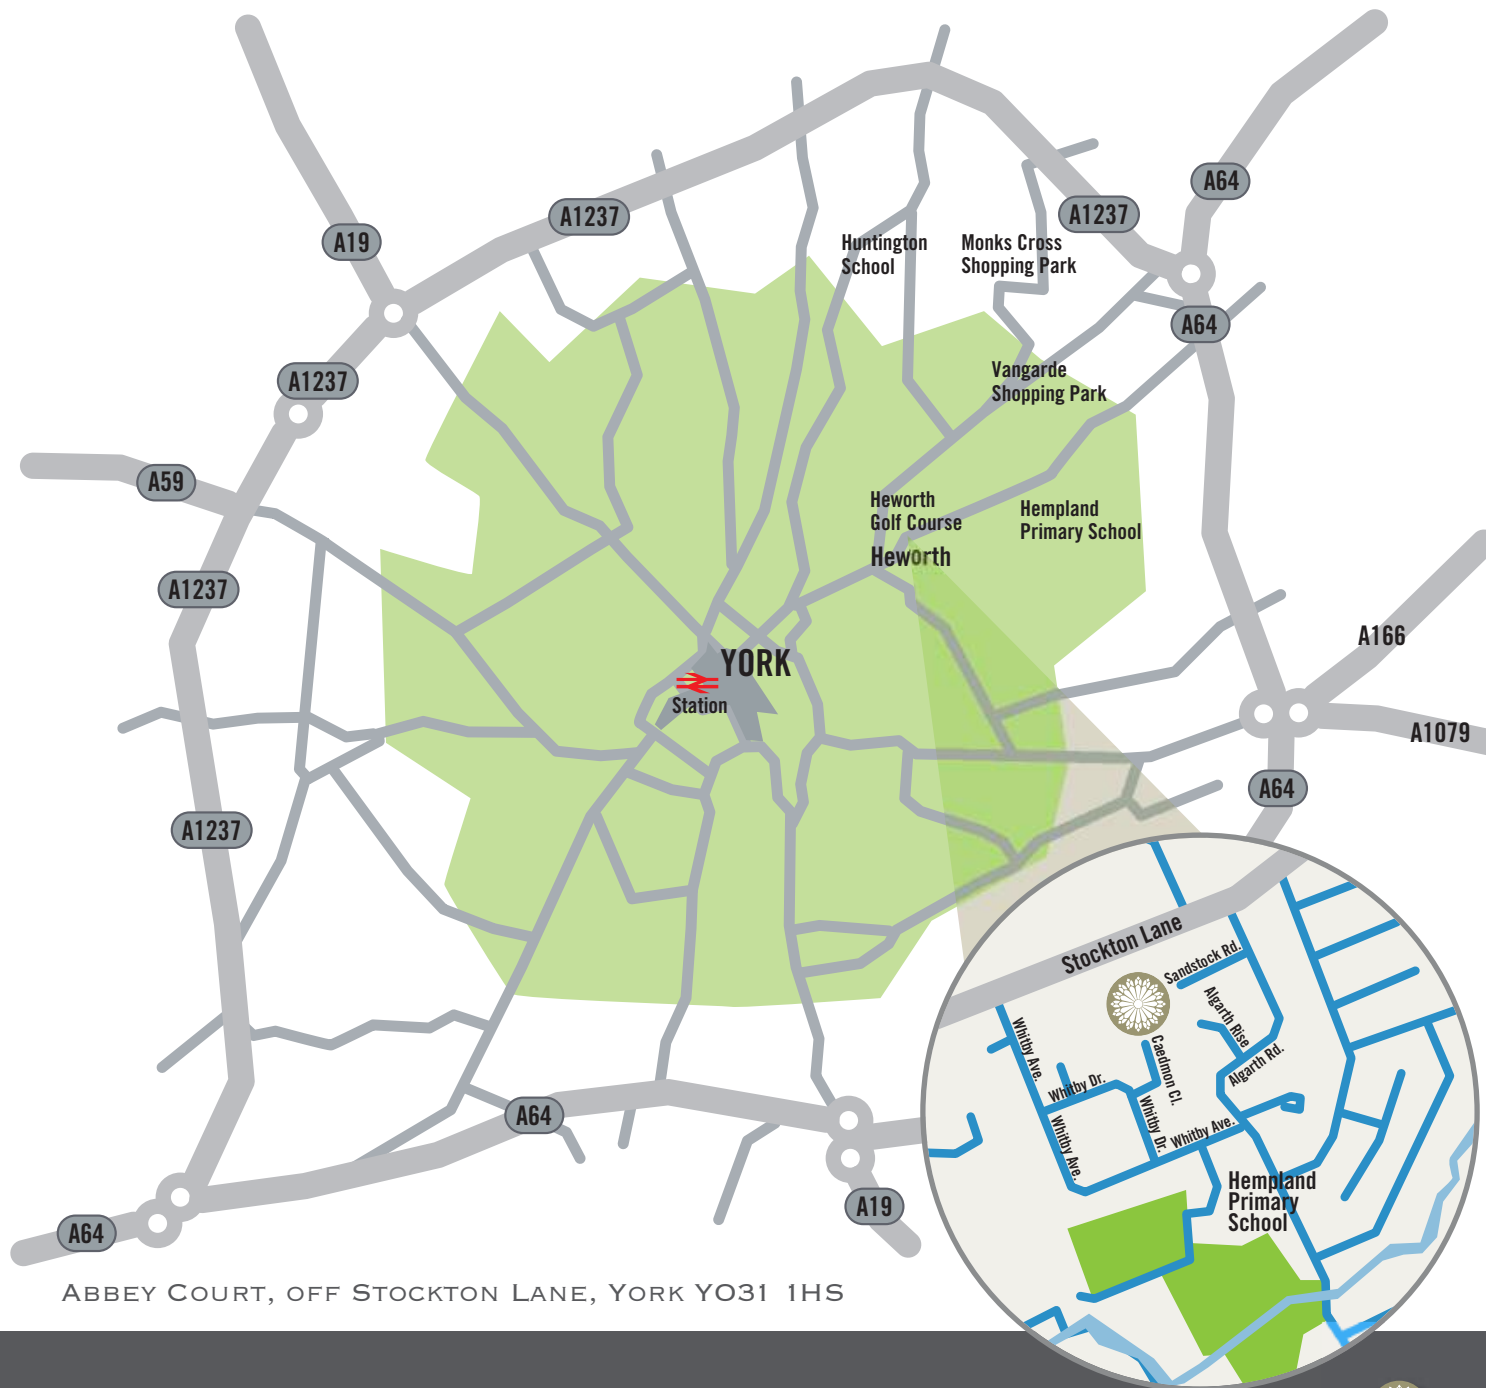 A64
A1237
A1237
A19
Huntington
School
Monks Cross
Shopping Park
A64
Vangarde
Shopping Park
A1237
A59
Heworth
Golf Course
Hempland
Primary School
Heworth
A1237
A166
YORK
Station
A1079
A64
A1237
Stockton Lane
Sandstock Rd.
Algarth Rise
Whitby Ave.
Caedmon Cl.
Algarth Rd.
Whitby Dr.
Whitby Dr.
Whitby Ave.
Whitby Ave.
A64
Hempland
Primary
School
A19
A64
Abbey Court, off Stockton Lane, York YO31 1HS